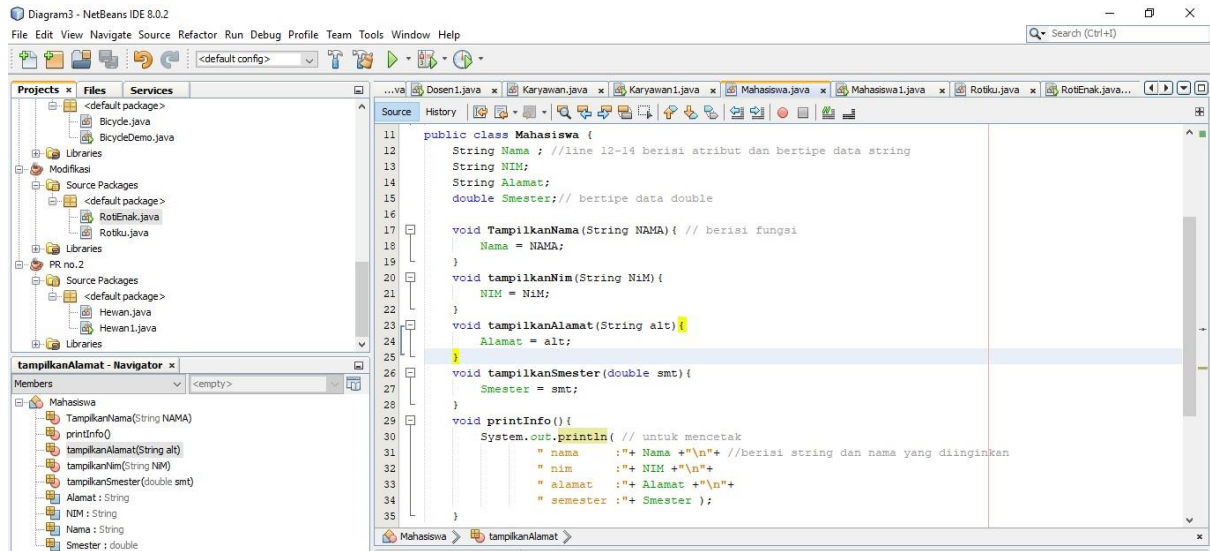 Diagram3 - NetBeans IDE 8.0.2
File Edit View Navigate Source Refactor Run Debug Profile Team Tools Window Help
Search (Ctrl+I)
<default config>
Projects Files Services
<default package>
Bicycle.java
BicycleDemo.java
Libraries
Modifikasi
Source Packages
<default package>
RotiEnak.java
Rotiku.java
Libraries
PR no.2
Source Packages
<default package>
Hewan.java
Hewan1.java
Libraries
tampilkanAlamat - Navigator
Members <empty>
Mahasiswa
TampilkanNama(String NAMA)
printInfo()
tampilkanAlamat(String alt)
tampilkanNim(String NiM)
tampilkanSmester(double smt)
Alamat : String
NIM : String
Nama : String
Smester : double
...va Dosen1.java Karyawan.java Karyawan1.java Mahasiswa.java Mahasiswa1.java Rotiku.java RotiEnak.java...
Source History
11 public class Mahasiswa {
12 String Nama ; //line 12-14 berisi atribut dan bertipe data string
13 String NIM;
14 String Alamat;
15 double Smester;// bertipe data double
16
17 void TampilkanNama(String NAMA){ // berisi fungsi
18 Nama = NAMA;
19 }
20 void tampilkanNim(String NiM){
21 NIM = NiM;
22 }
23 void tampilkanAlamat(String alt){
24 Alamat = alt;
25 }
26 void tampilkanSmester(double smt){
27 Smester = smt;
28 }
29 void printInfo(){
30 System.out.println( // untuk mencetak
31 " nama :"+ Nama +"\n"+ //berisi string dan nama yang diinginkan
32 " nim :"+ NIM +"\n"+
33 " alamat :"+ Alamat +"\n"+
34 " semester :"+ Smester );
35 }
Mahasiswa tampilkanAlamat